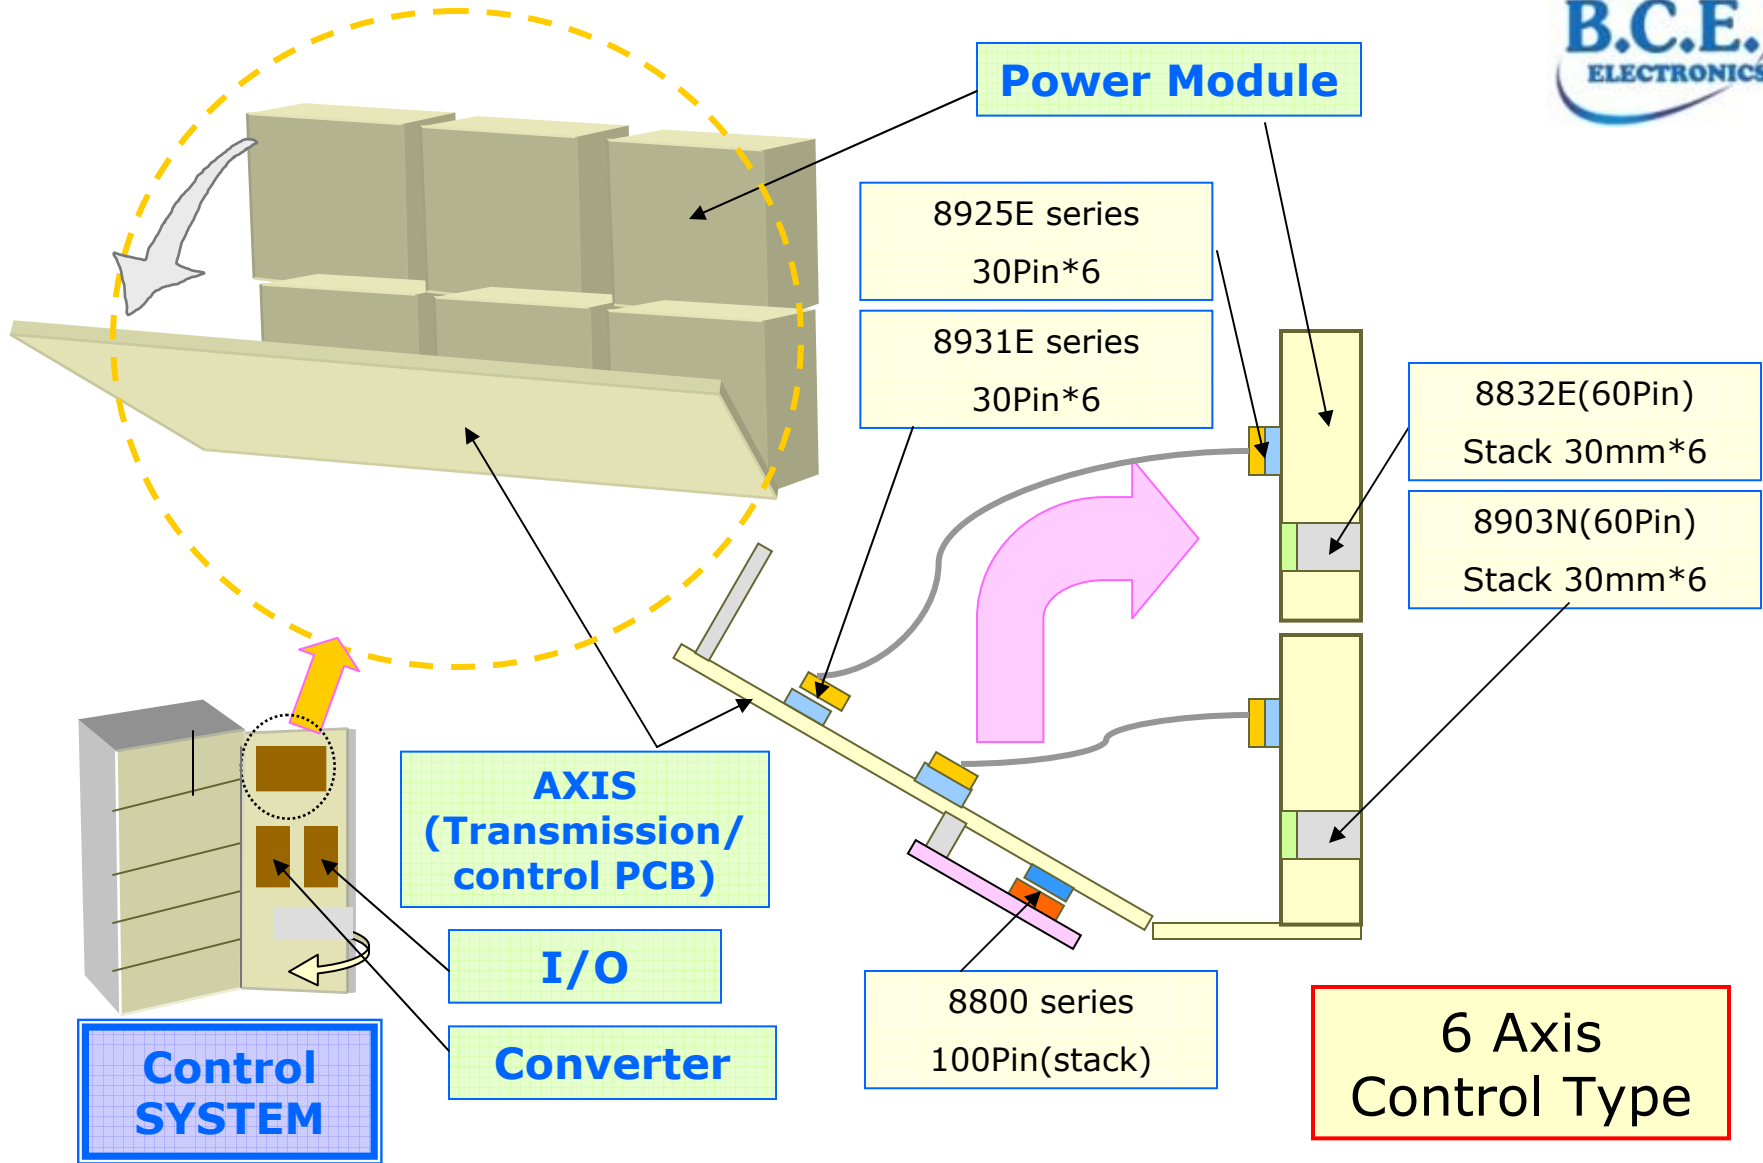 B.C.E.
ELECTRONICS
Power Module
8925E series
30Pin*6
8931E series
30Pin*6
8832E(60Pin)
Stack 30mm*6
8903N(60Pin)
Stack 30mm*6
AXIS
(Transmission/
control PCB)
I/O
Converter
8800 series
100Pin(stack)
Control
SYSTEM
6 Axis
Control Type